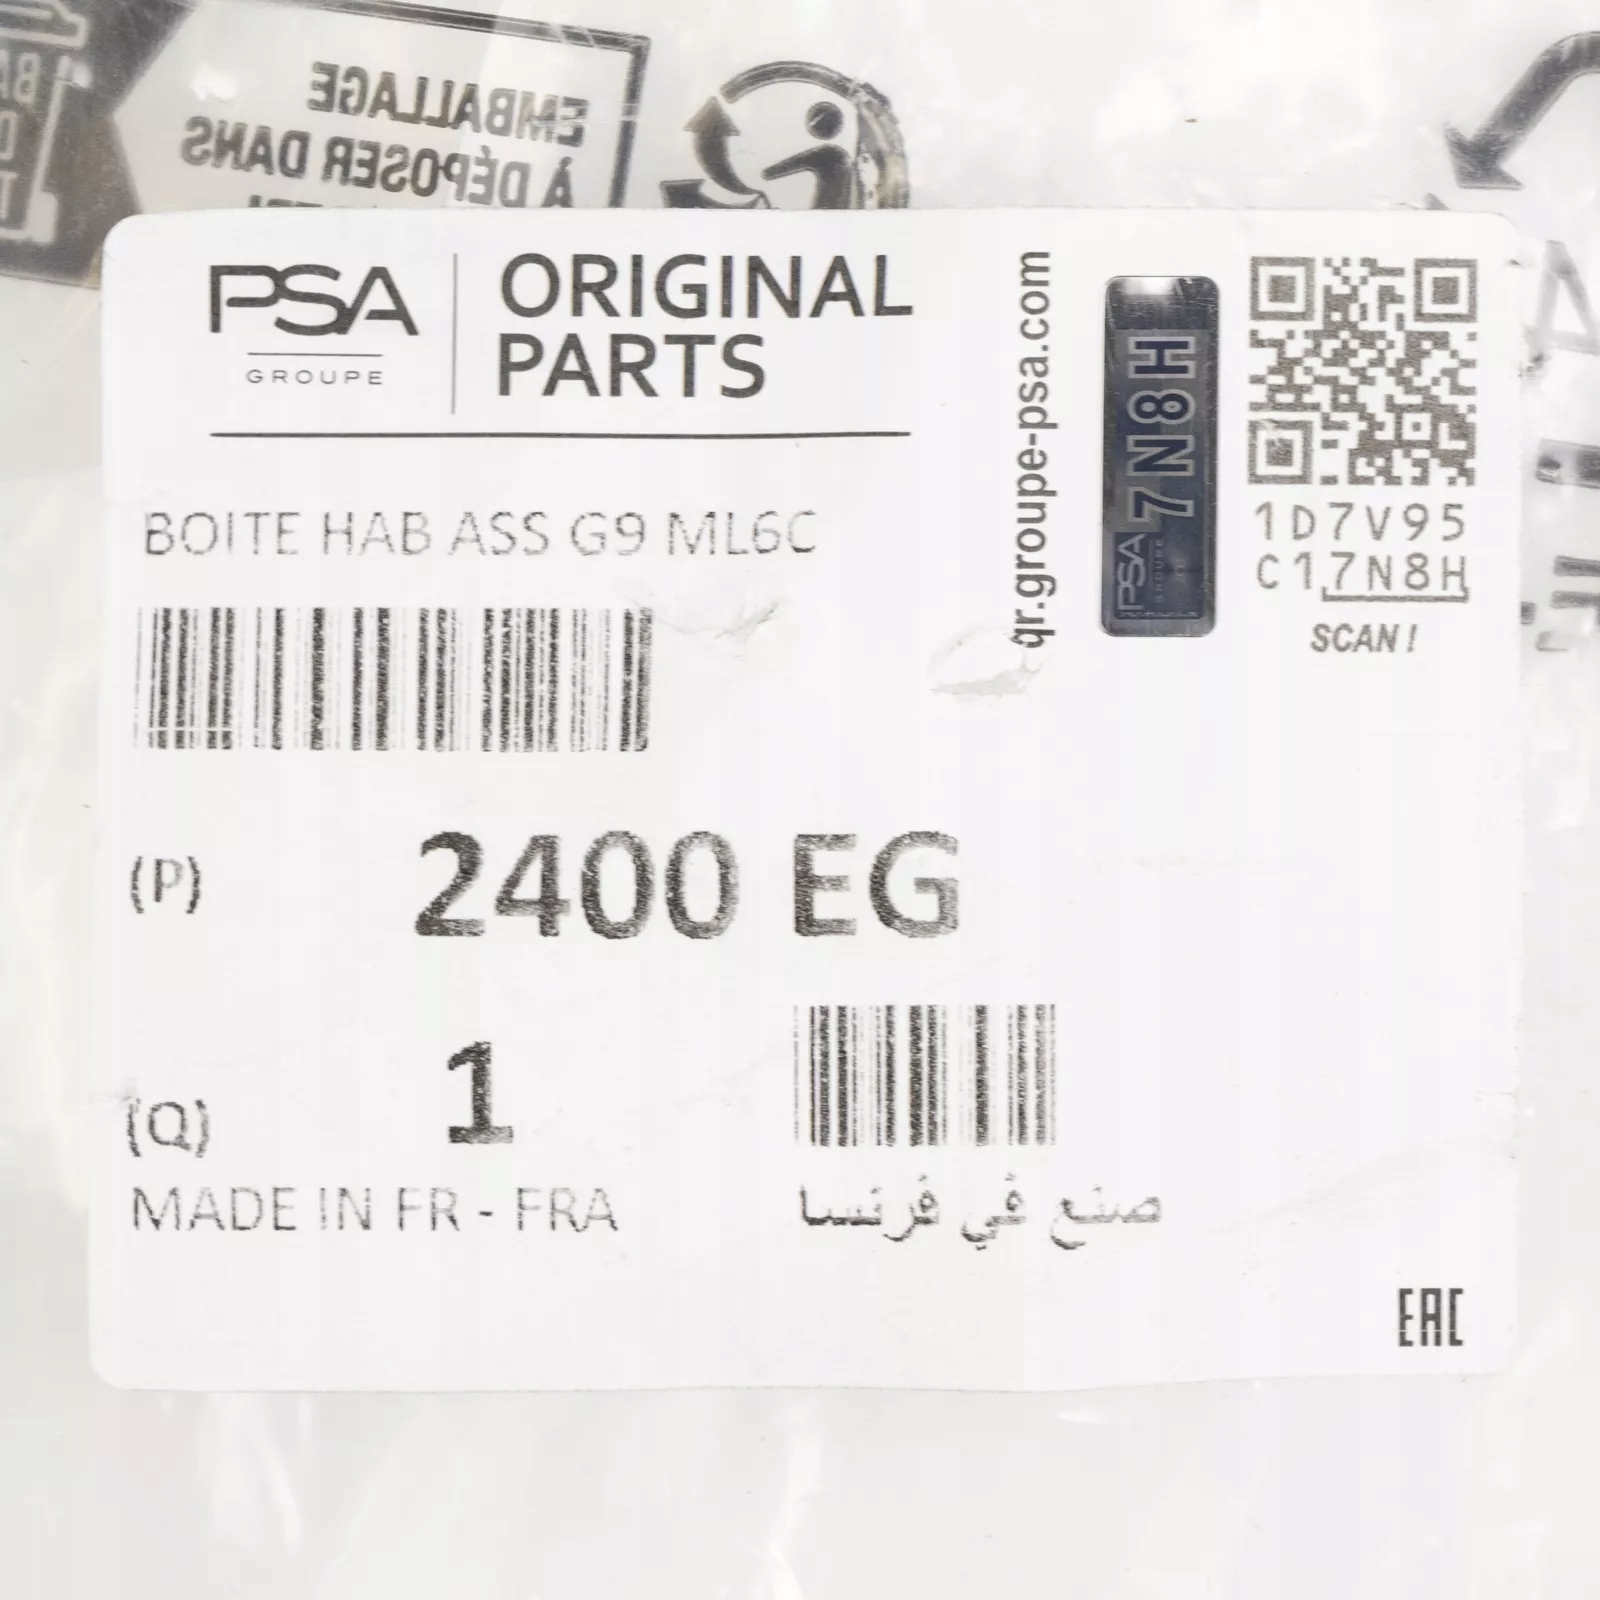 EMBALLAGE
À DÉPOSER DANS
PSA
GROUPE
ORIGINAL
PARTS
qr.groupe-psa.com
7N8H
PSA
GROUPE
1D7V95
C17N8H
SCAN!
BOITE HAB ASS G9 ML6C
(P) 2400 EG
(Q) 1
MADE IN FR - FRA
صنع في فرنسا
EAC